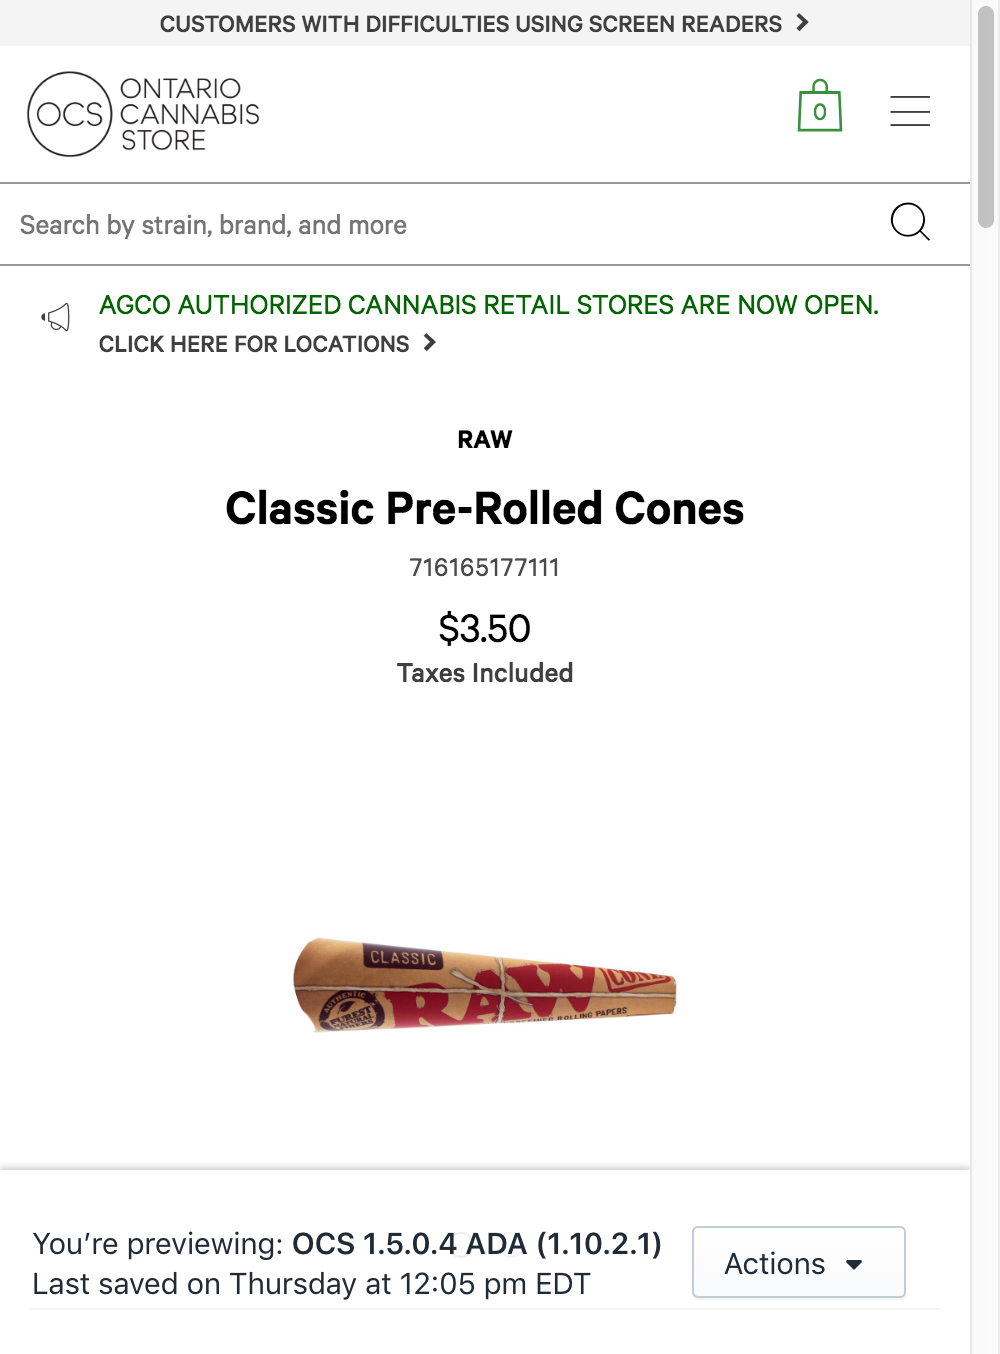 CUSTOMERS WITH DIFFICULTIES USING SCREEN READERS
OCS
ONTARIO
CANNABIS
STORE
0
Search by strain, brand, and more
AGCO AUTHORIZED CANNABIS RETAIL STORES ARE NOW OPEN.
CLICK HERE FOR LOCATIONS
RAW
Classic Pre-Rolled Cones
716165177111
$3.50
Taxes Included
CLASSIC
RAW
CONES
AUTHENTIC
PUREST
NATURAL
ROLLING PAPERS
You’re previewing: OCS 1.5.0.4 ADA (1.10.2.1)
Last saved on Thursday at 12:05 pm EDT
Actions